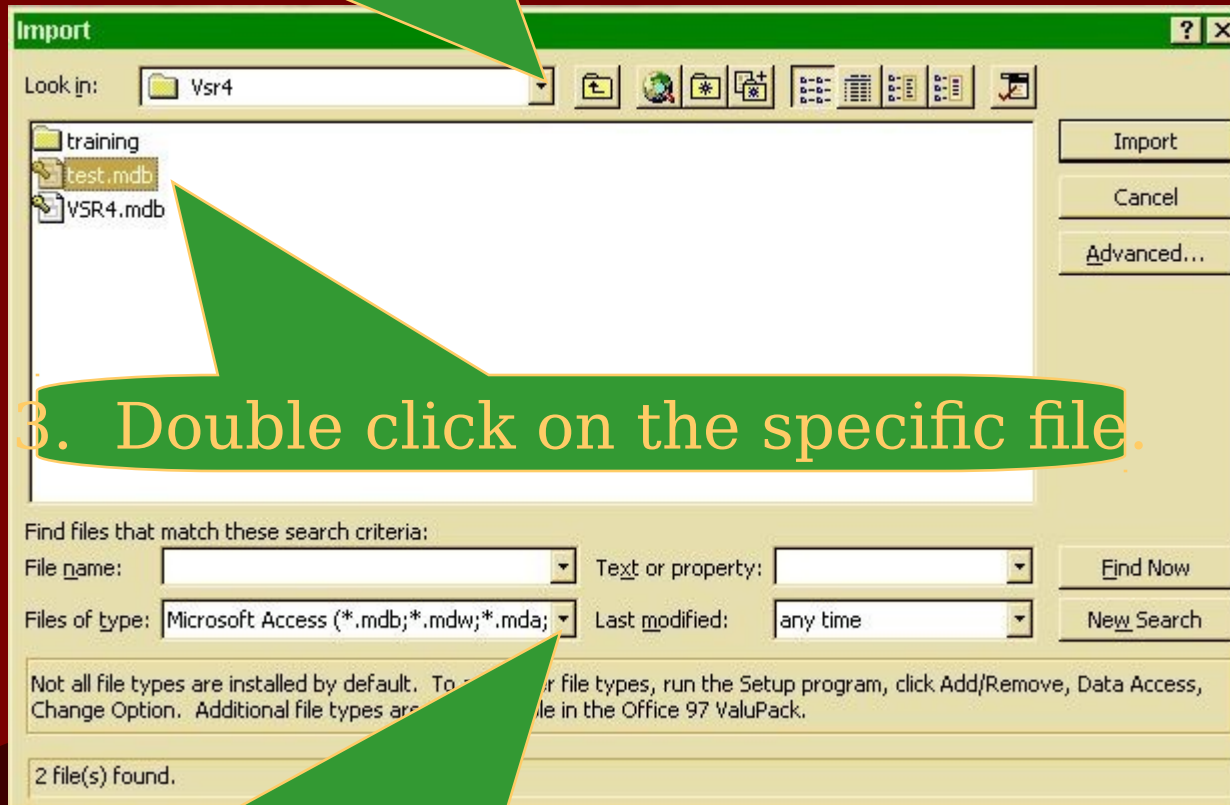 Import
Look in: Vsr4
training
test.mdb
VSR4.mdb
Import
Cancel
Advanced...
3. Double click on the specific file.
Find files that match these search criteria:
File name: Text or property: Find Now
Files of type: Microsoft Access (*.mdb;*.mdw;*.mda; Last modified: any time New Search
Not all file types are installed by default. To file types, run the Setup program, click Add/Remove, Data Access,
Change Option. Additional file types are in the Office 97 ValuPack.
2 file(s) found.